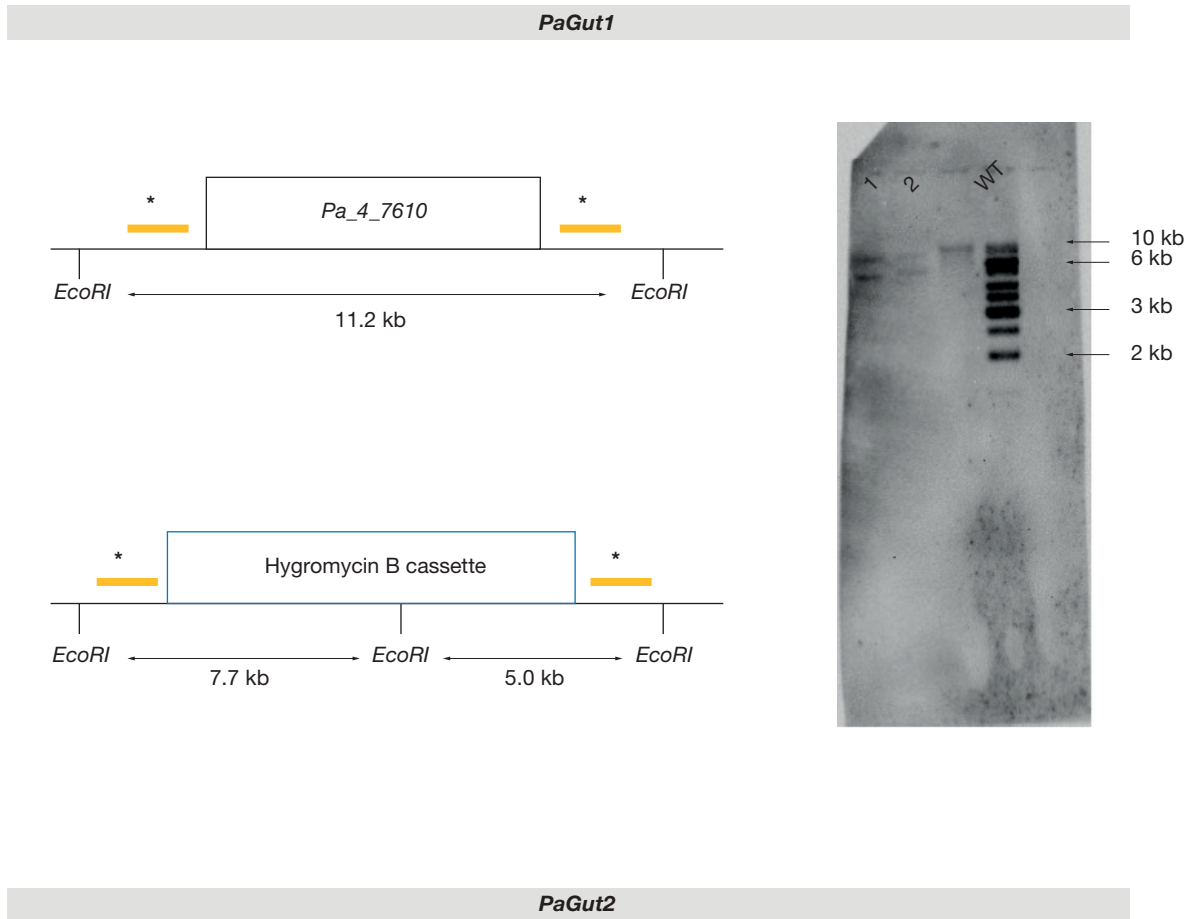 PaGut1
*
Pa_4_7610
*
EcoRI
EcoRI
11.2 kb
1
2
WT
10 kb
6 kb
3 kb
2 kb
*
Hygromycin B cassette
*
EcoRI
EcoRI
EcoRI
7.7 kb
5.0 kb
PaGut2